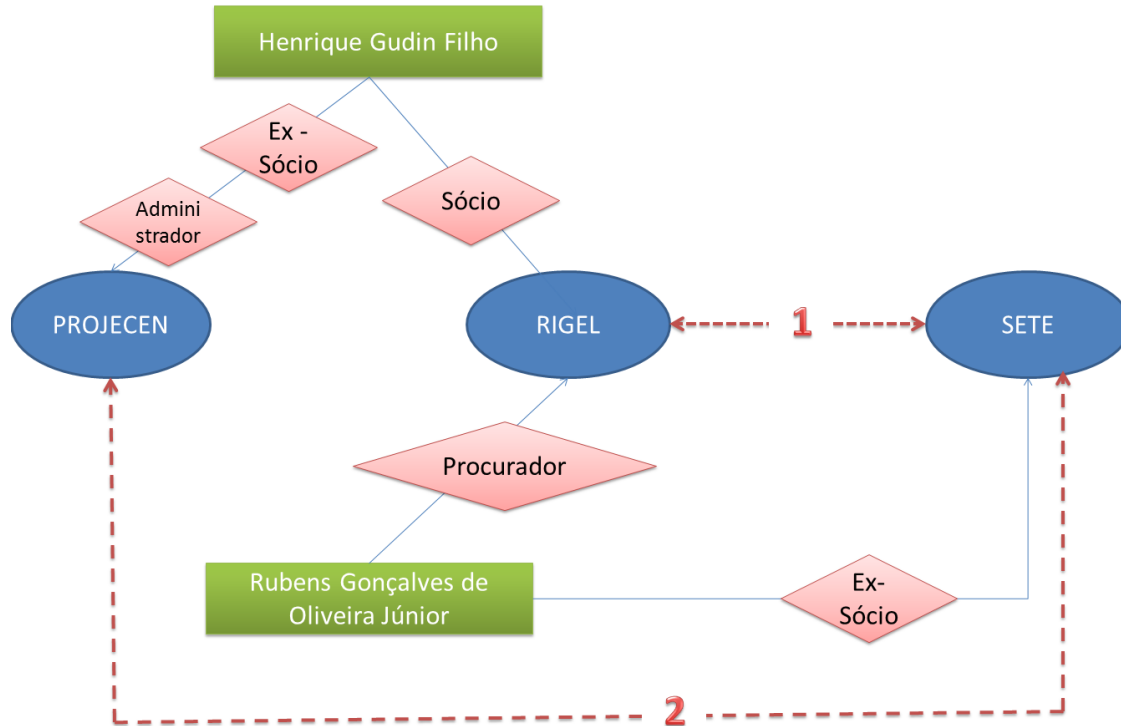 Henrique Gudin Filho
Ex -
Sócio
Sócio
Admini
strador
PROJECEN
RIGEL
1
SETE
Procurador
Rubens Gonçalves de
Oliveira Júnior
Ex-
Sócio
2